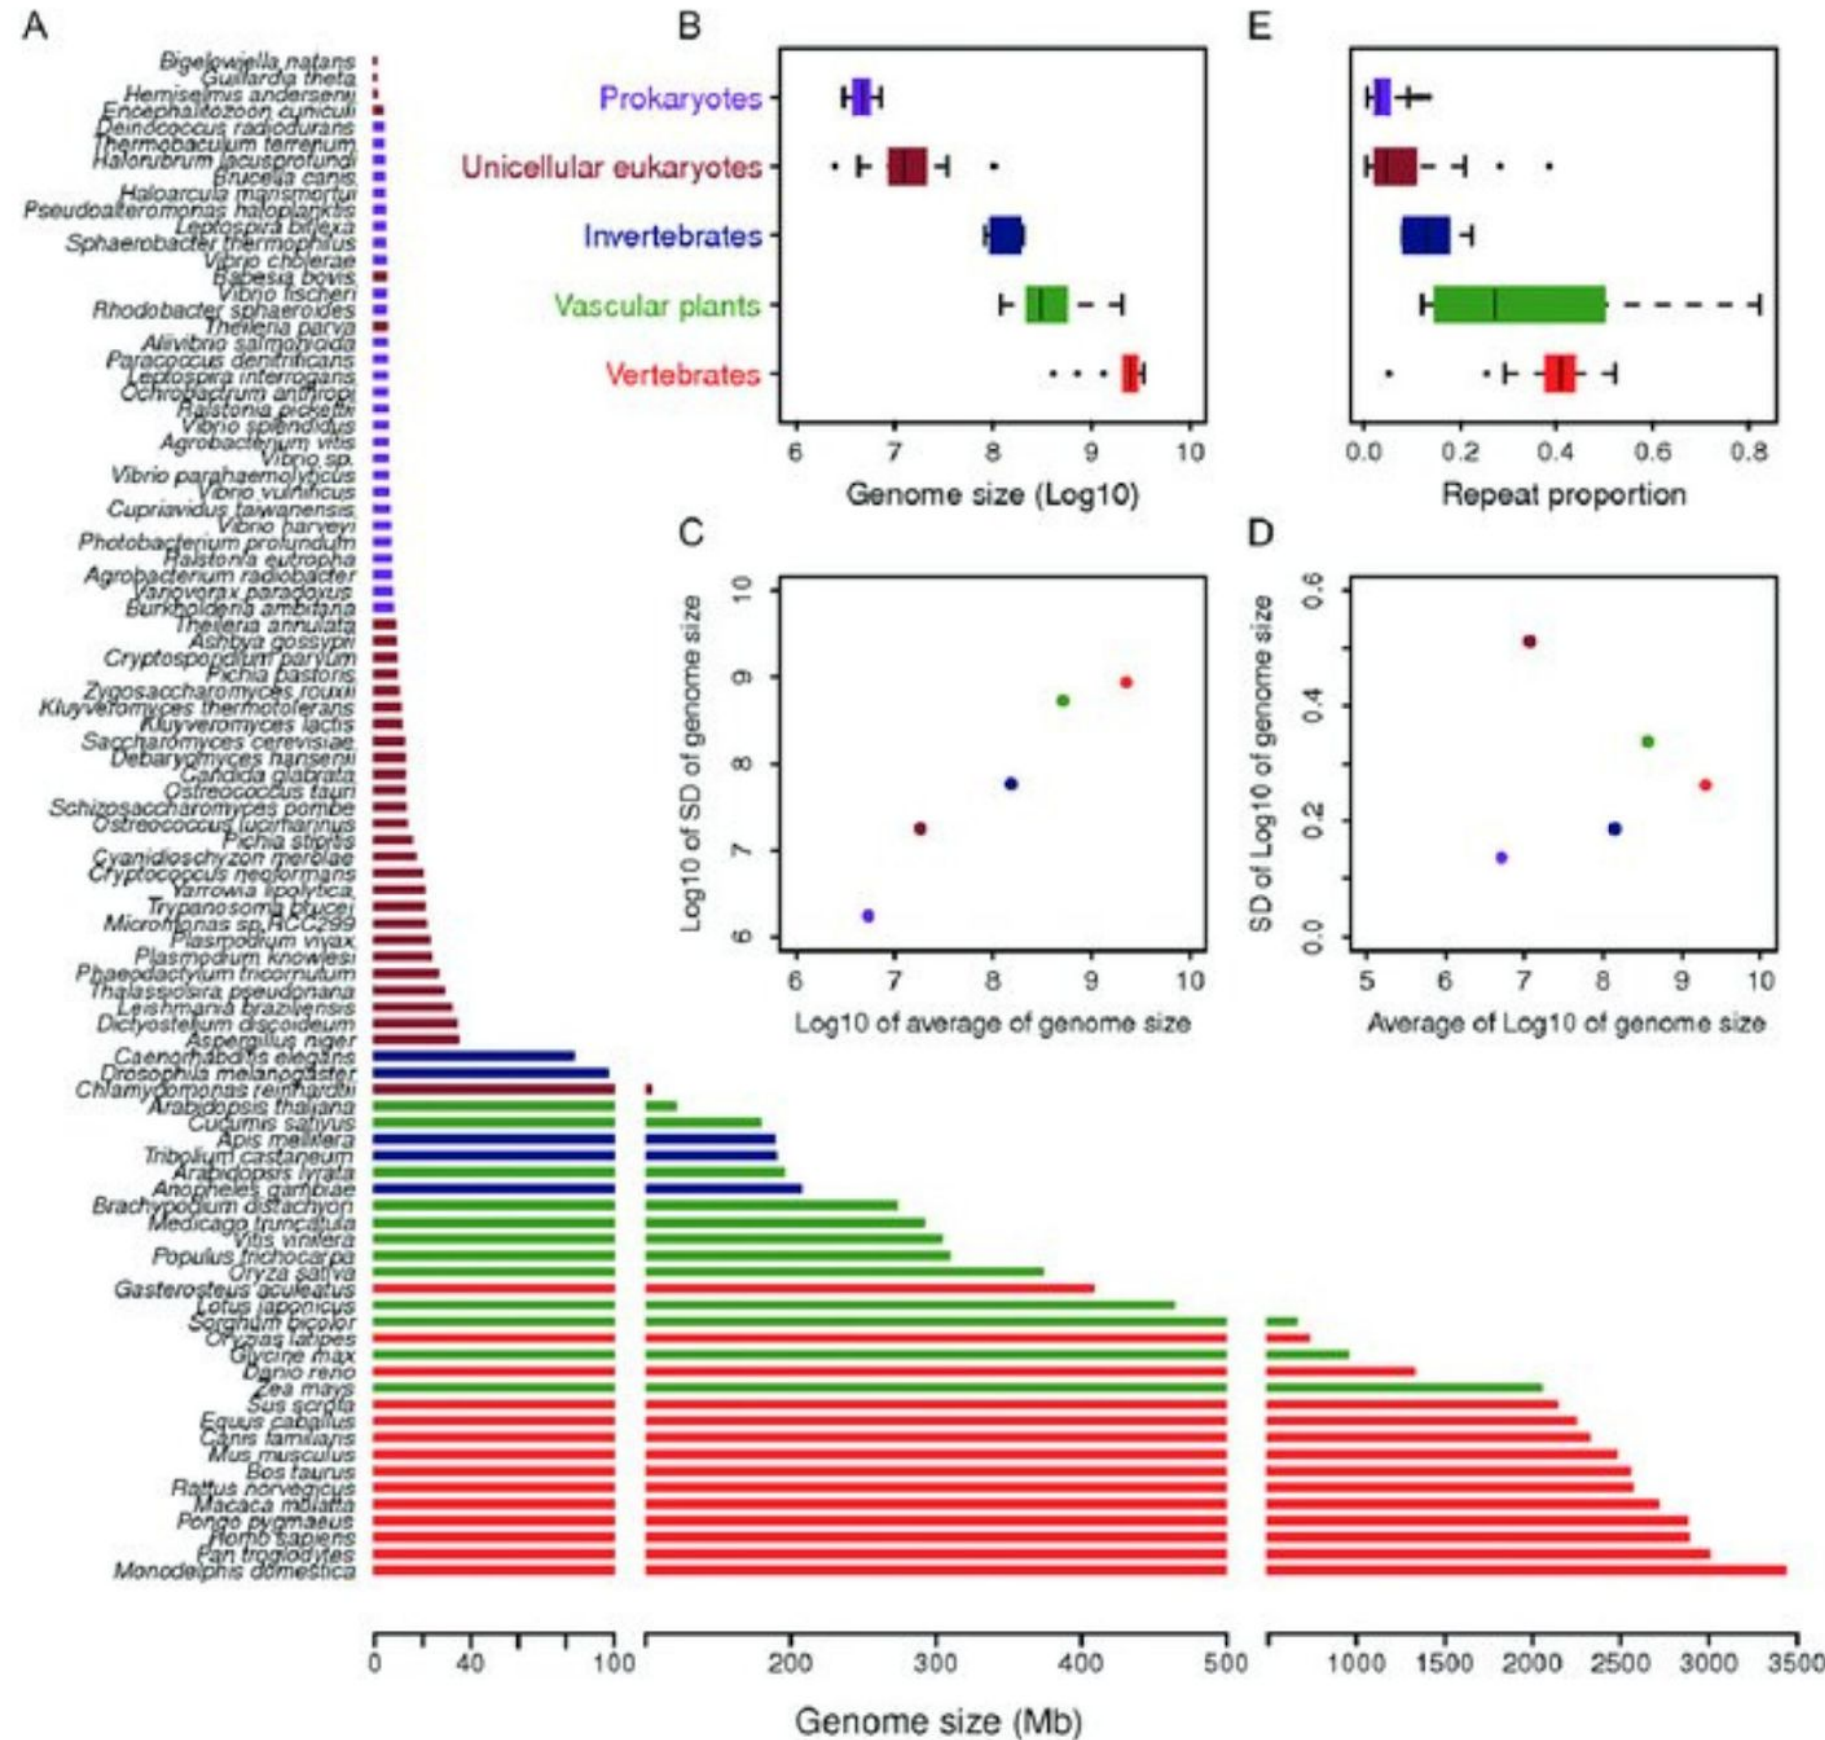 A
Bigelowiella natans
Guillardia theta
Hemiselmis andersenii
Encephalitozoon cuniculi
Deinococcus radiodurans
Thermobaculum terrenum
Halorubrum lacusprofundi
Brucella canis
Haloarcula marismortui
Pseudoalteromonas haloplanktis
Leptospira biflexa
Sphaerobacter thermophilus
Vibrio cholerae
Babesia bovis
Vibrio fischeri
Rhodobacter sphaeroides
Theileria parva
Aliivibrio salmonicida
Paracoccus denitrificans
Leptospira interrogans
Ochrobactrum anthropi
Ralstonia pickettii
Vibrio splendidus
Agrobacterium vitis
Vibrio sp.
Vibrio parahaemolyticus
Vibrio vulnificus
Cupriavidus taiwanensis
Vibrio harveyi
Photobacterium profundum
Ralstonia eutropha
Agrobacterium radiobacter
Variovorax paradoxus
Burkholderia ambifaria
Theileria annulata
Ashbya gossypii
Cryptosporidium parvum
Pichia pastoris
Zygosaccharomyces rouxii
Kluyveromyces thermotolerans
Kluyveromyces lactis
Saccharomyces cerevisiae
Debaryomyces hansenii
Candida glabrata
Ostreococcus tauri
Schizosaccharomyces pombe
Ostreococcus lucimarinus
Pichia stipitis
Cyanidioschyzon merolae
Cryptococcus neoformans
Yarrowia lipolytica
Trypanosoma brucei
Micromonas sp.RCC299
Plasmodium vivax
Plasmodium knowlesi
Phaeodactylum tricornutum
Thalassiosira pseudonana
Leishmania braziliensis
Dictyostelium discoideum
Aspergillus niger
Caenorhabditis elegans
Drosophila melanogaster
Chlamydomonas reinhardtii
Arabidopsis thaliana
Cucumis sativus
Apis mellifera
Tribolium castaneum
Arabidopsis lyrata
Anopheles gambiae
Brachypodium distachyon
Medicago truncatula
Vitis vinifera
Populus trichocarpa
Oryza sativa
Gasterosteus aculeatus
Lotus japonicus
Sorghum bicolor
Oryzias latipes
Glycine max
Danio rerio
Zea mays
Sus scrofa
Equus caballus
Canis familiaris
Mus musculus
Bos taurus
Rattus norvegicus
Macaca mulatta
Pongo pygmaeus
Homo sapiens
Pan troglodytes
Monodelphis domestica
0 40 100 200 300 400 500 1000 1500 2000 2500 3000 3500
Genome size (Mb)
B
Prokaryotes
Unicellular eukaryotes
Invertebrates
Vascular plants
Vertebrates
6 7 8 9 10
Genome size (Log10)
E
0.0 0.2 0.4 0.6 0.8
Repeat proportion
C
Log10 of SD of genome size
10
9
8
7
6
6 7 8 9 10
Log10 of average of genome size
D
SD of Log10 of genome size
0.6
0.4
0.2
0.0
5 6 7 8 9 10
Average of Log10 of genome size